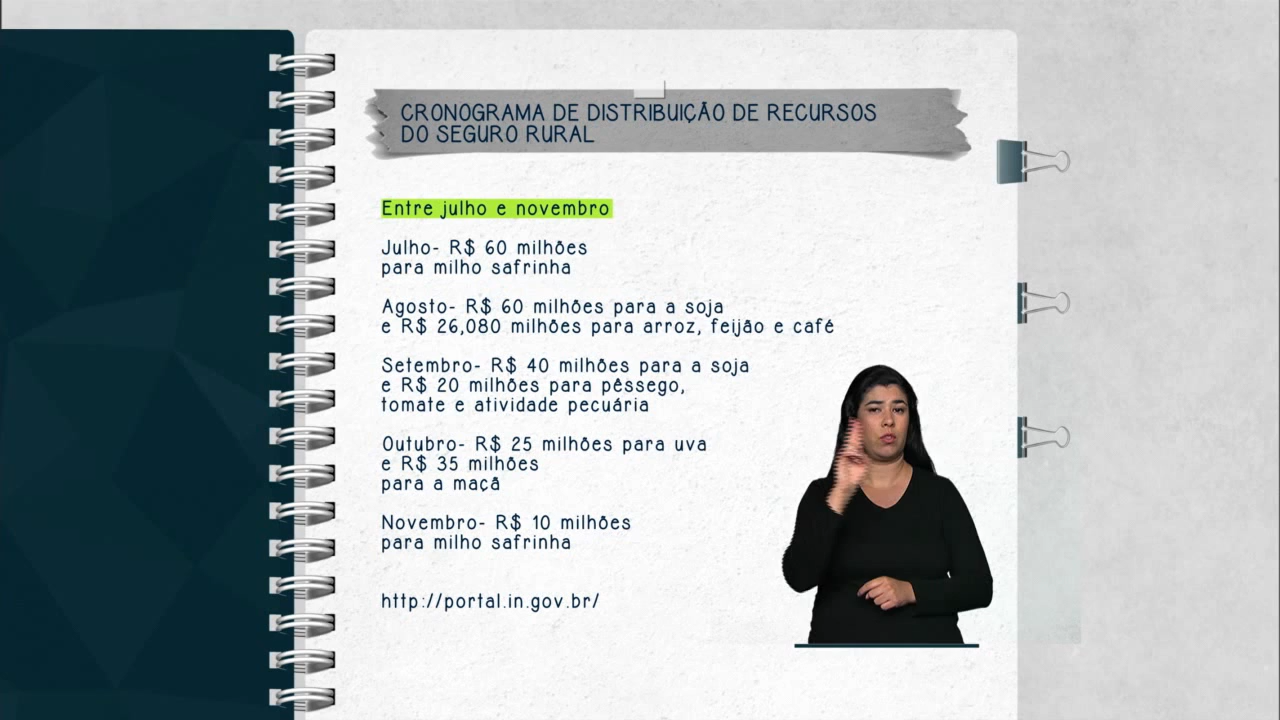 CRONOGRAMA DE DISTRIBUIÇÃO DE RECURSOS
DO SEGURO RURAL
Entre julho e novembro
Julho- R$ 60 milhões
para milho safrinha
Agosto- R$ 60 milhões para a soja
e R$ 26,080 milhões para arroz, feijão e café
Setembro- R$ 40 milhões para a soja
e R$ 20 milhões para pêssego,
tomate e atividade pecuária
Outubro- R$ 25 milhões para uva
e R$ 35 milhões
para a maçã
Novembro- R$ 10 milhões
para milho safrinha
http://portal.in.gov.br/